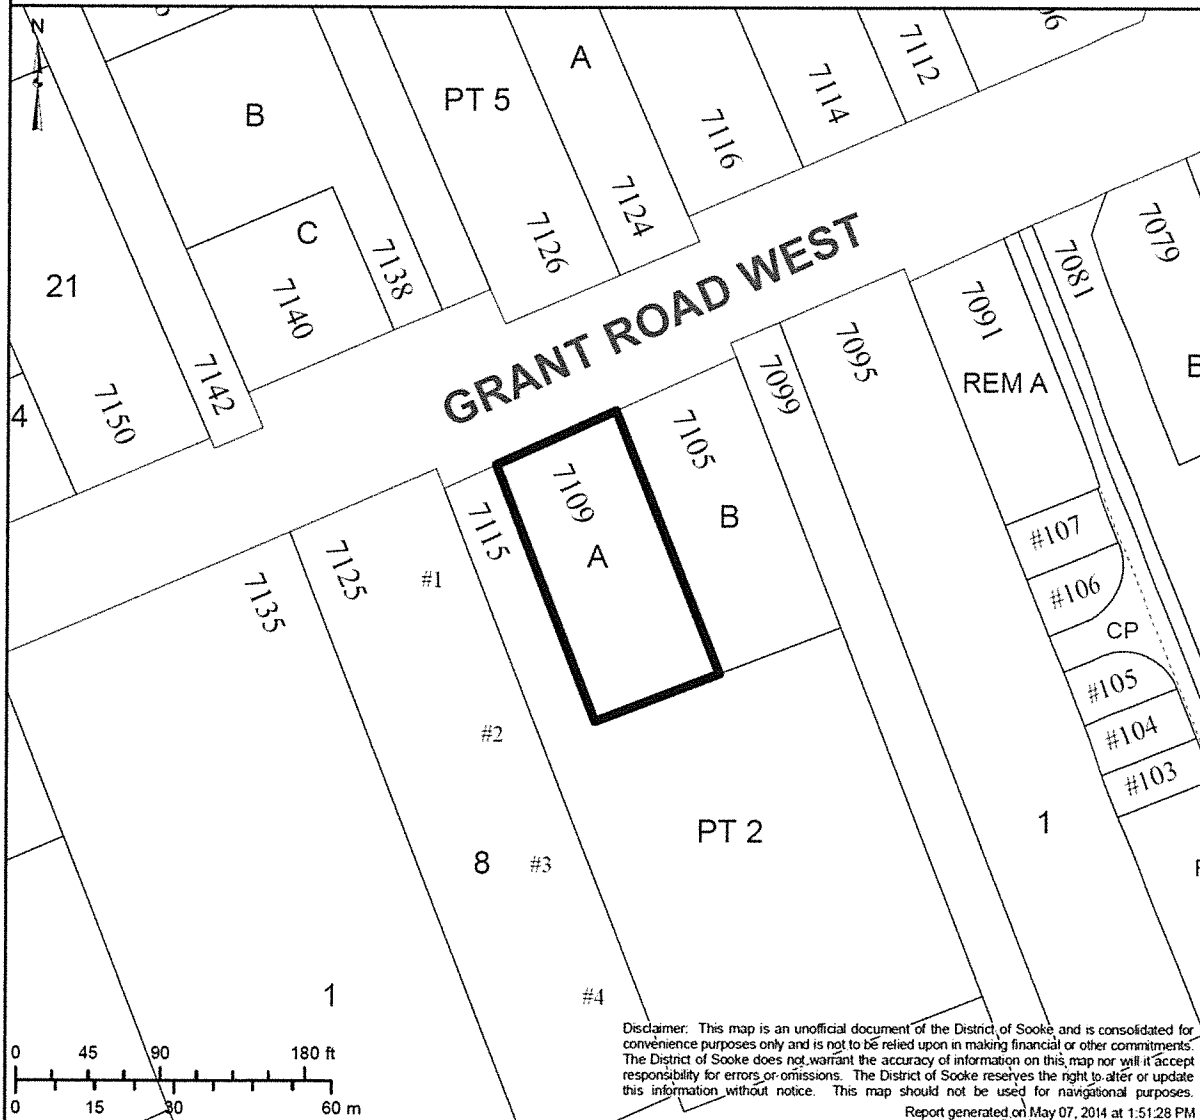 N
B
PT 5
A
7112
7114
7116
7124
7126
7138
C
7140
21
7142
7150
4
GRANT ROAD WEST
7079
7081
7091
REM A
B
7095
7099
7105
B
7109
A
7115
7125
#1
7135
#107
#106
CP
#105
#104
#103
#2
PT 2
1
8
#3
1
#4
0 45 90 180 ft
0 15 30 60 m
Disclaimer: This map is an unofficial document of the District of Sooke and is consolidated for
convenience purposes only and is not to be relied upon in making financial or other commitments.
The District of Sooke does not warrant the accuracy of information on this map nor will it accept
responsibility for errors or omissions. The District of Sooke reserves the right to alter or update
this information without notice. This map should not be used for navigational purposes.
Report generated on May 07, 2014 at 1:51:28 PM